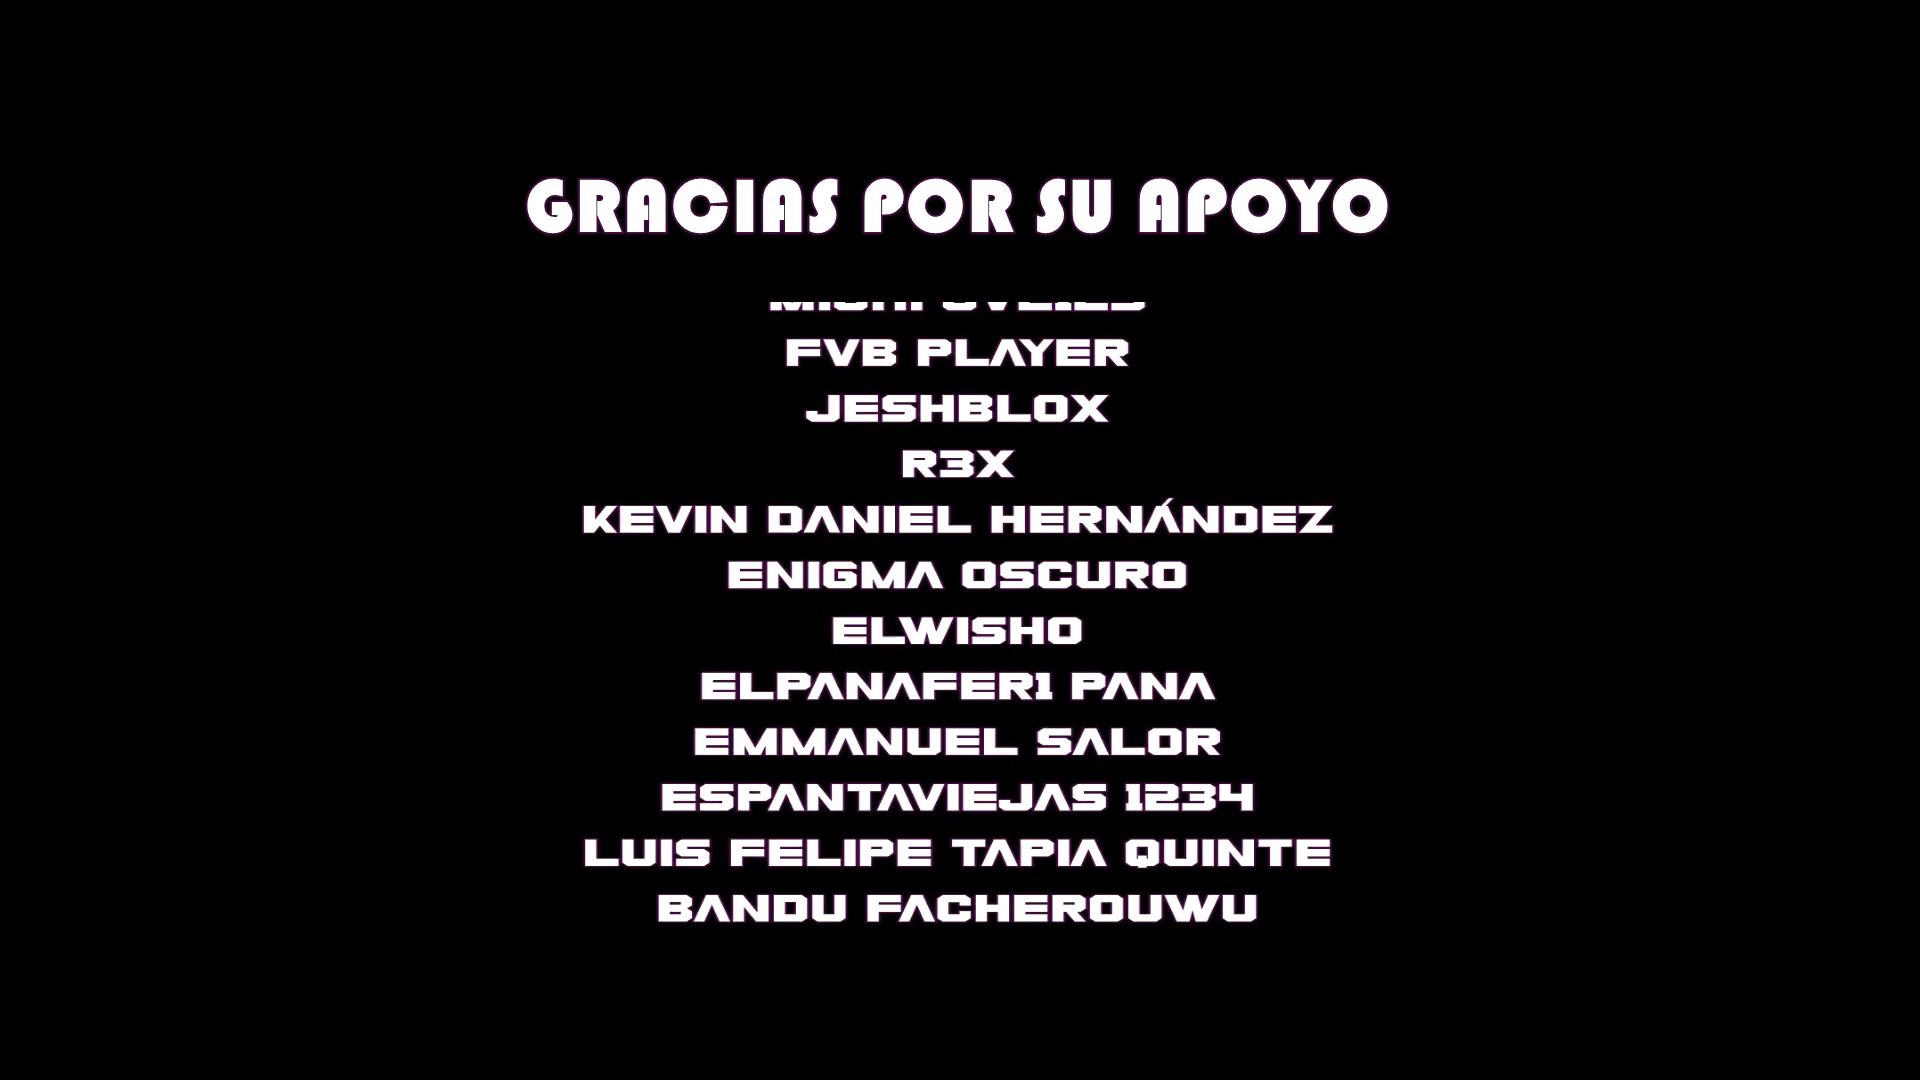 GRACIAS POR SU APOYO
FVB PLAYER
JESHBLOX
R3X
KEVIN DANIEL HERNÁNDEZ
ENIGMA OSCURO
ELWISHO
ELPANAFER1 PANA
EMMANUEL SALOR
ESPANTAVIEJAS 1234
LUIS FELIPE TAPIA QUINTE
BANDU FACHEROUWU